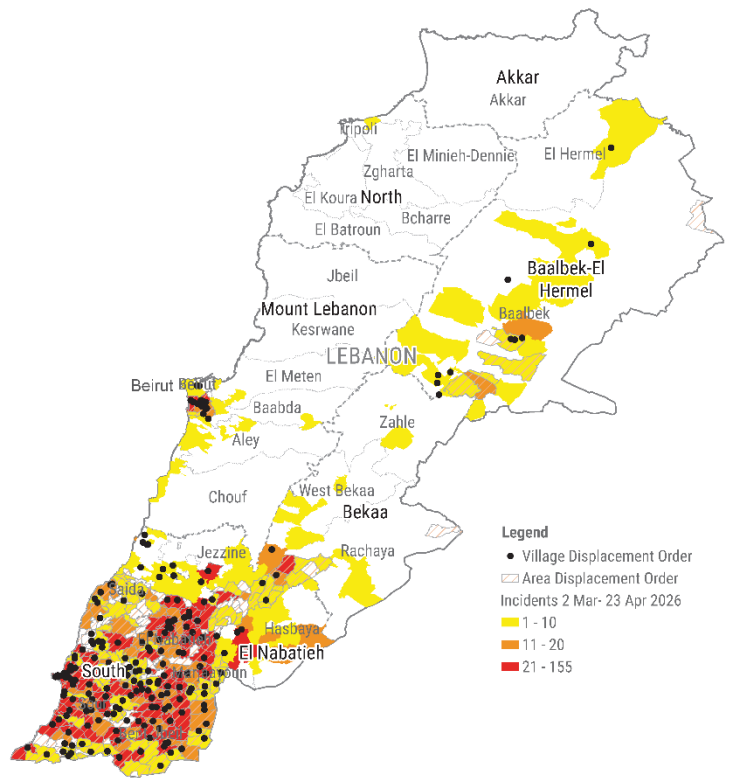 Akkar
Akkar
Tripoli
El Minieh-Dennie
El Hermel
Zgharta
El Koura
North
Bcharre
El Batroun
Jbeil
Baalbek-El
Hermel
Mount Lebanon
Baalbek
Kesrwane
LEBANON
El Meten
Beirut
Beirut
Baabda
Zahle
Aley
West Bekaa
Chouf
Bekaa
Jezzine
Rachaya
Saida
Hasbaya
El Nabatieh
South
Marjaayoun
Legend
Village Displacement Order
Area Displacement Order
Incidents 2 Mar- 23 Apr 2026
1 - 10
11 - 20
21 - 155